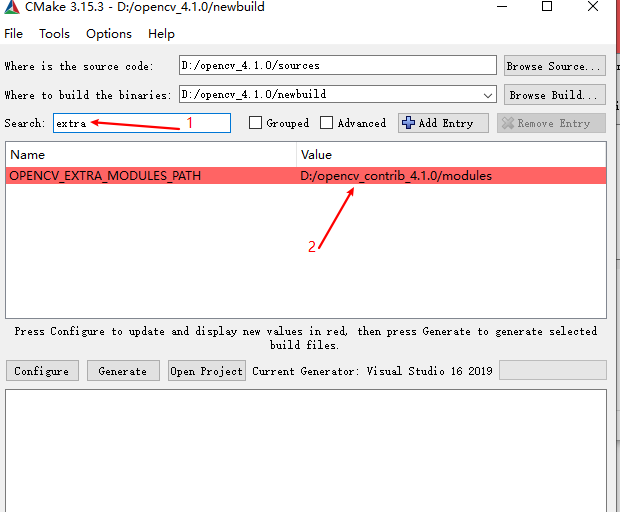 CMake 3.15.3 - D:/opencv_4.1.0/newbuild
File Tools Options Help
Where is the source code: D:/opencv_4.1.0/sources Browse Source...
Where to build the binaries: D:/opencv_4.1.0/newbuild Browse Build...
Search: extra 1 Grouped Advanced Add Entry Remove Entry
Name Value
OPENCV_EXTRA_MODULES_PATH D:/opencv_contrib_4.1.0/modules
2
Press Configure to update and display new values in red, then press Generate to generate selected
build files.
Configure Generate Open Project Current Generator: Visual Studio 16 2019